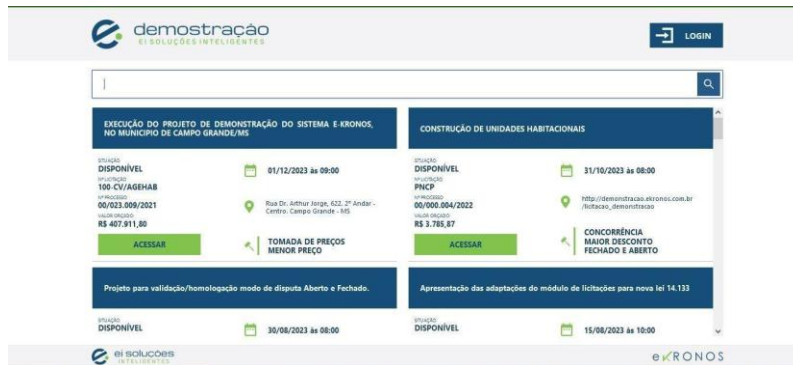 demostração
EI SOLUÇÕES INTELIGENTES
LOGIN
EXECUÇÃO DO PROJETO DE DEMONSTRAÇÃO DO SISTEMA E-KRONOS,
NO MUNICIPIO DE CAMPO GRANDE/MS
SITUAÇÃO
DISPONÍVEL
01/12/2023 às 09:00
Nº LICITAÇÃO
100-CV/AGEHAB
Nº PROCESSO
00/023.009/2021
Rua Dr. Arthur Jorge, 622, 2º Andar -
Centro. Campo Grande - MS
VALOR ORÇADO
R$ 407.911,80
ACESSAR
TOMADA DE PREÇOS
MENOR PREÇO
CONSTRUÇÃO DE UNIDADES HABITACIONAIS
SITUAÇÃO
DISPONÍVEL
31/10/2023 às 08:00
Nº LICITAÇÃO
PNCP
Nº PROCESSO
00/000.004/2022
http://demonstracao.ekronos.com.br
/licitacao_demonstracao
VALOR ORÇADO
R$ 3.785,87
ACESSAR
CONCORRÊNCIA
MAIOR DESCONTO
FECHADO E ABERTO
Projeto para validação/homologação modo de disputa Aberto e Fechado.
SITUAÇÃO
DISPONÍVEL
30/08/2023 às 08:00
Apresentação das adaptações do módulo de licitações para nova lei 14.133
SITUAÇÃO
DISPONÍVEL
15/08/2023 às 10:00
ei soluções
INTELIGENTES
eKRONOS